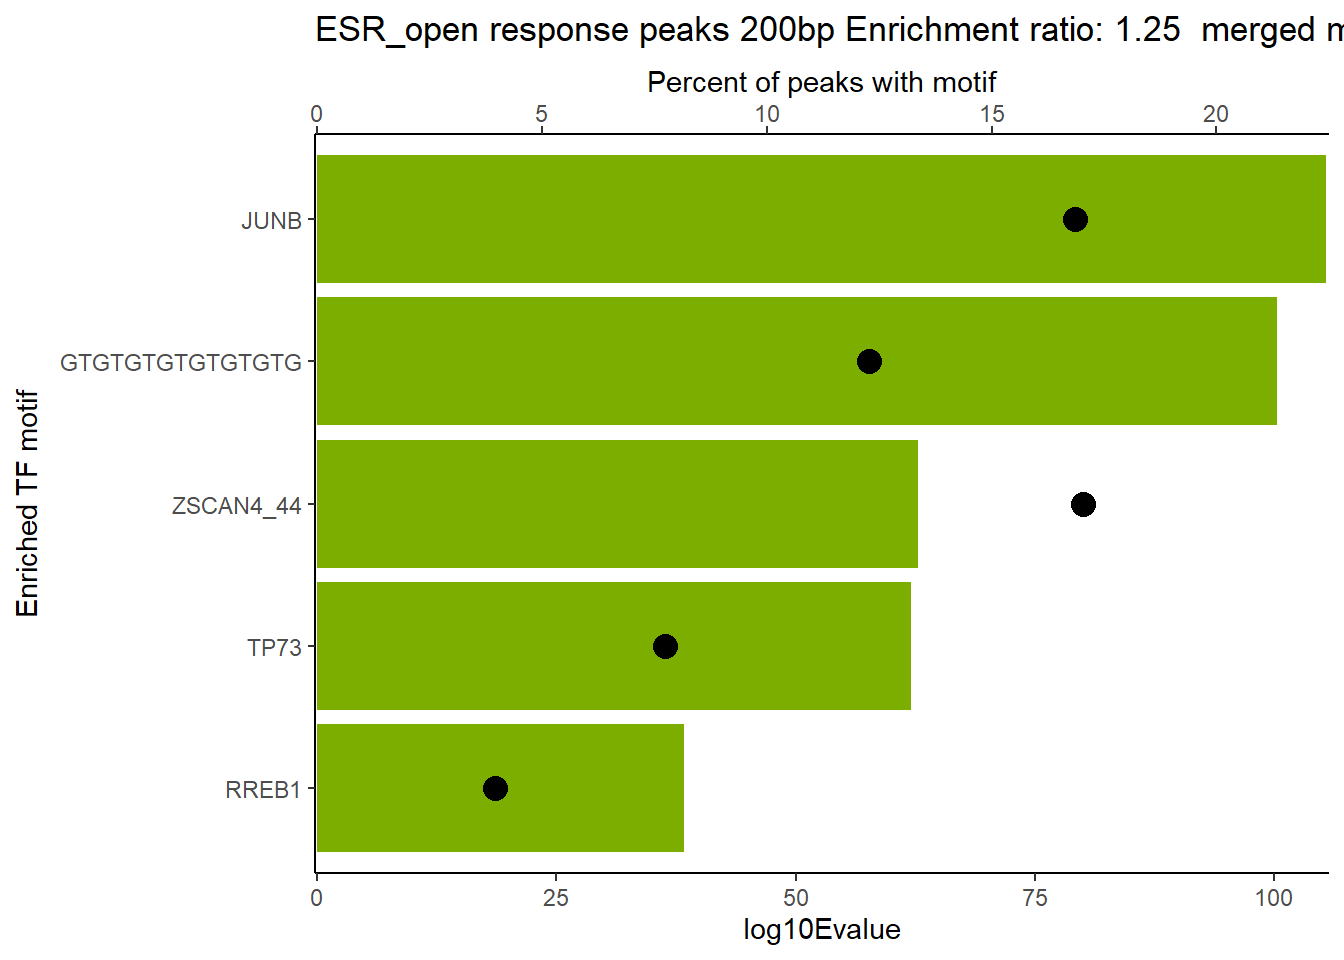 ESR_open response peaks 200bp Enrichment ratio: 1.25 merged m
Percent of peaks with motif
0 5 10 15 20
JUNB
GTGTGTGTGTGTGTG
ZSCAN4_44
TP73
RREB1
Enriched TF motif
0 25 50 75 100
log10Evalue